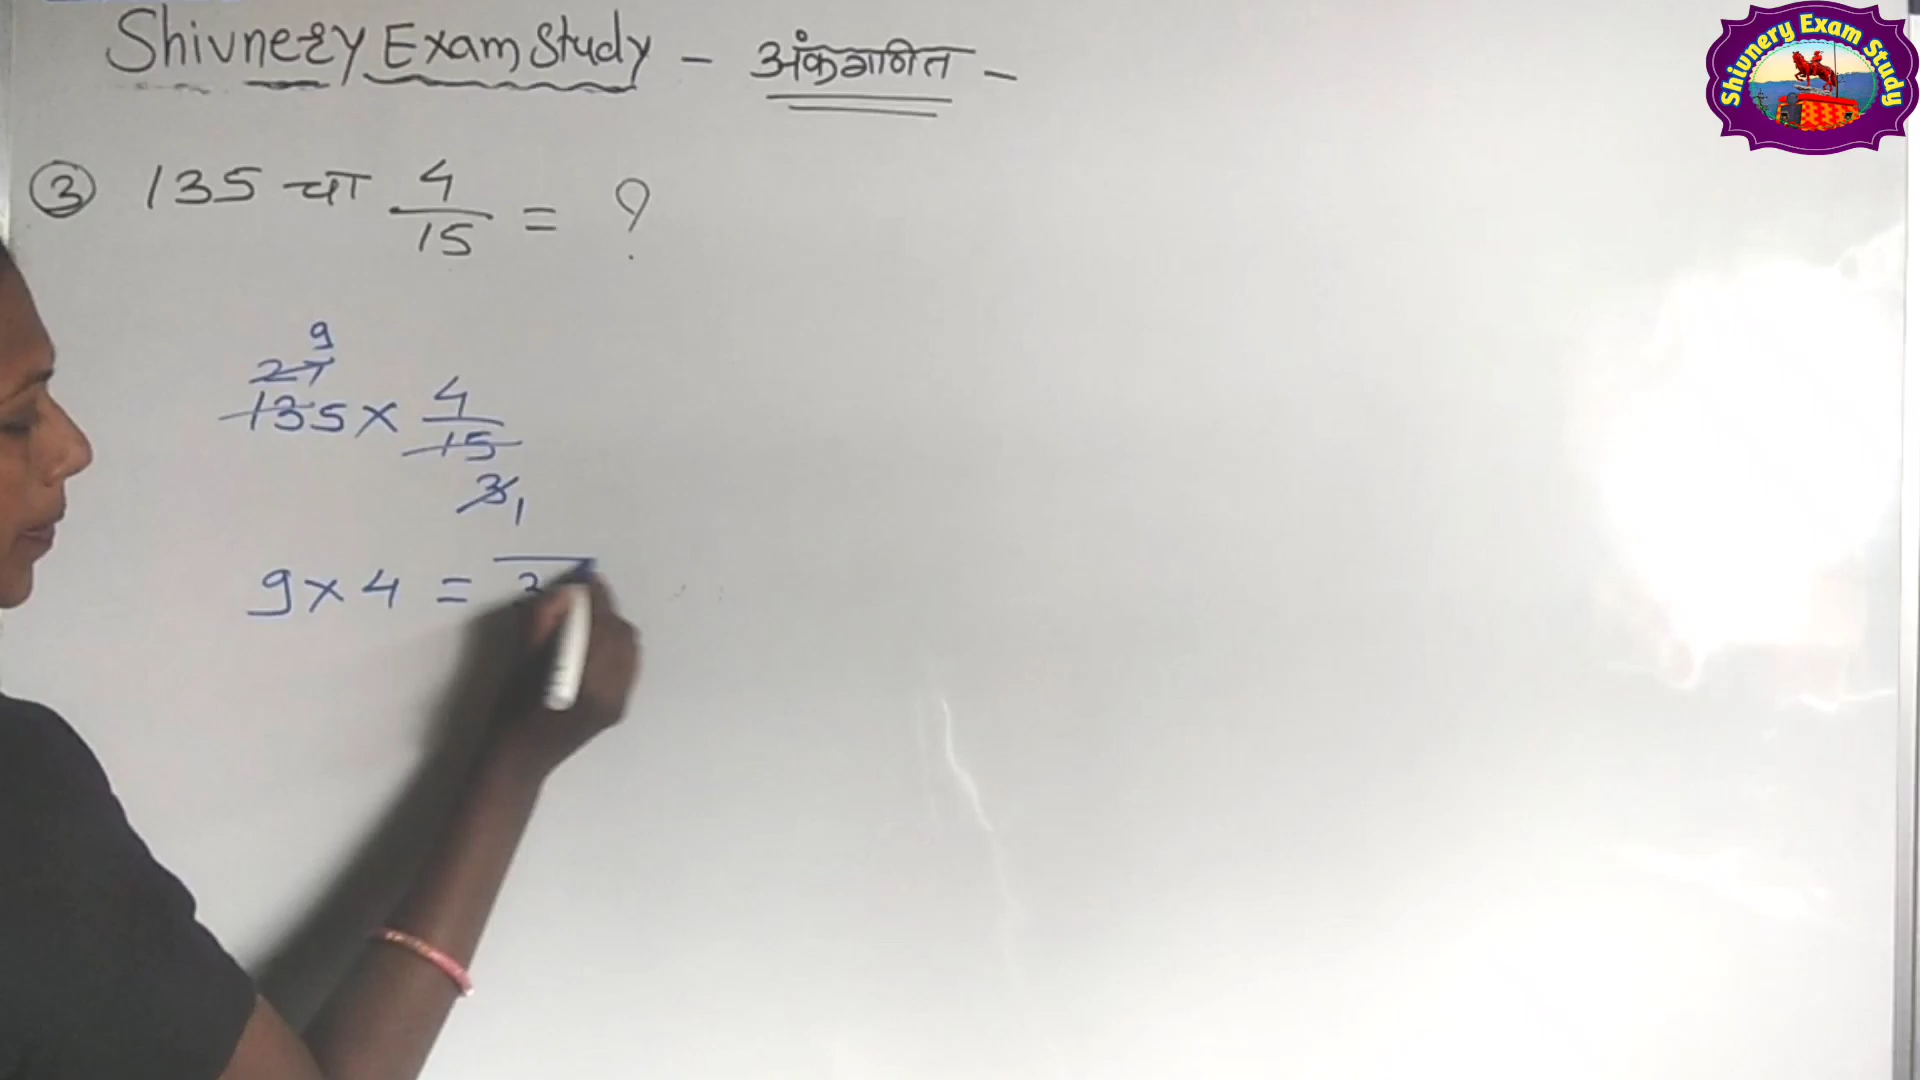 Shivnery Exam Study - अंकगणित -
Shivnery Exam Study
③ 135 चा 4/15 = ?
9
27
135 × 4/15
3 1
9 × 4 = 3